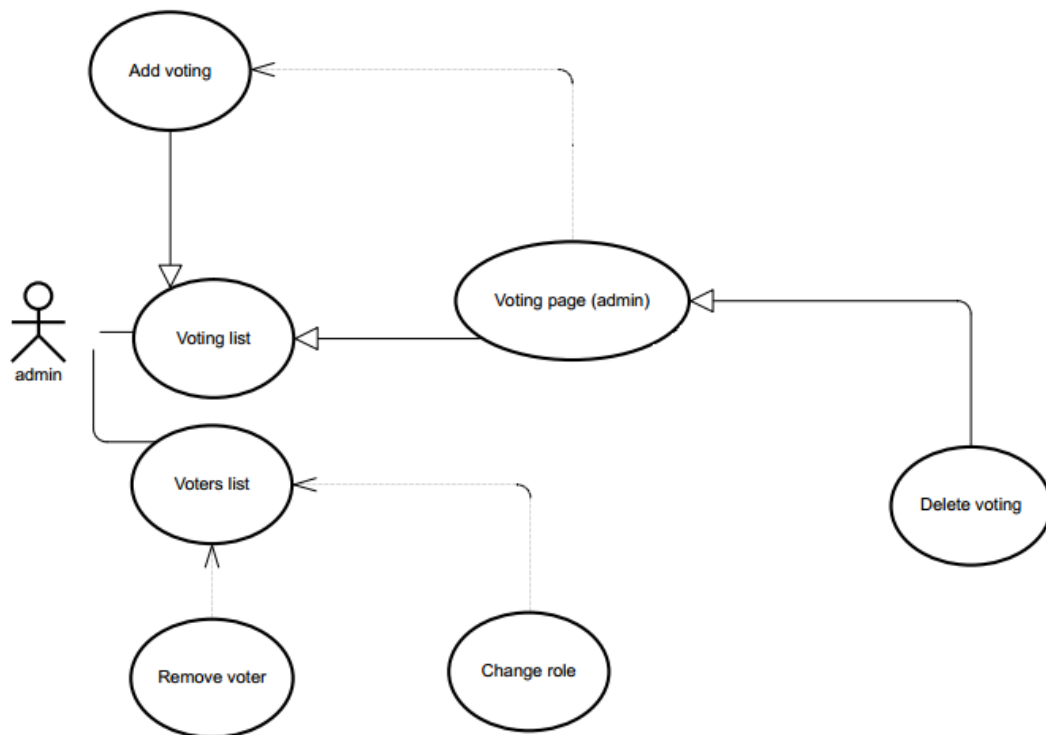 Add voting
Voting page (admin)
Voting list
admin
Voters list
Delete voting
Remove voter
Change role